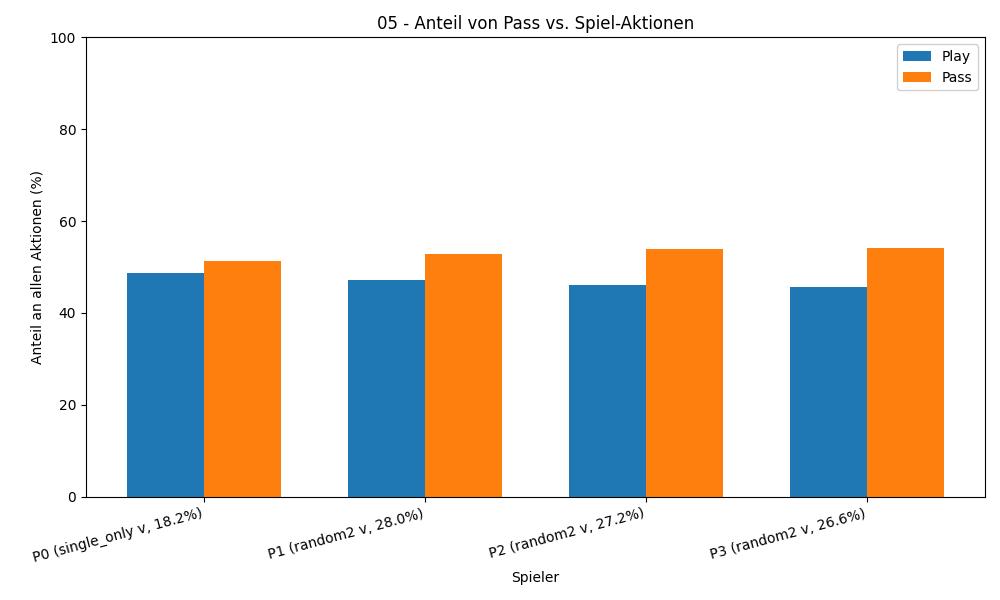 05 - Anteil von Pass vs. Spiel-Aktionen
Anteil an allen Aktionen (%)
100
80
60
40
20
0
Play
Pass
P0 (single_only v, 18.2%)
P1 (random2 v, 28.0%)
P2 (random2 v, 27.2%)
P3 (random2 v, 26.6%)
Spieler